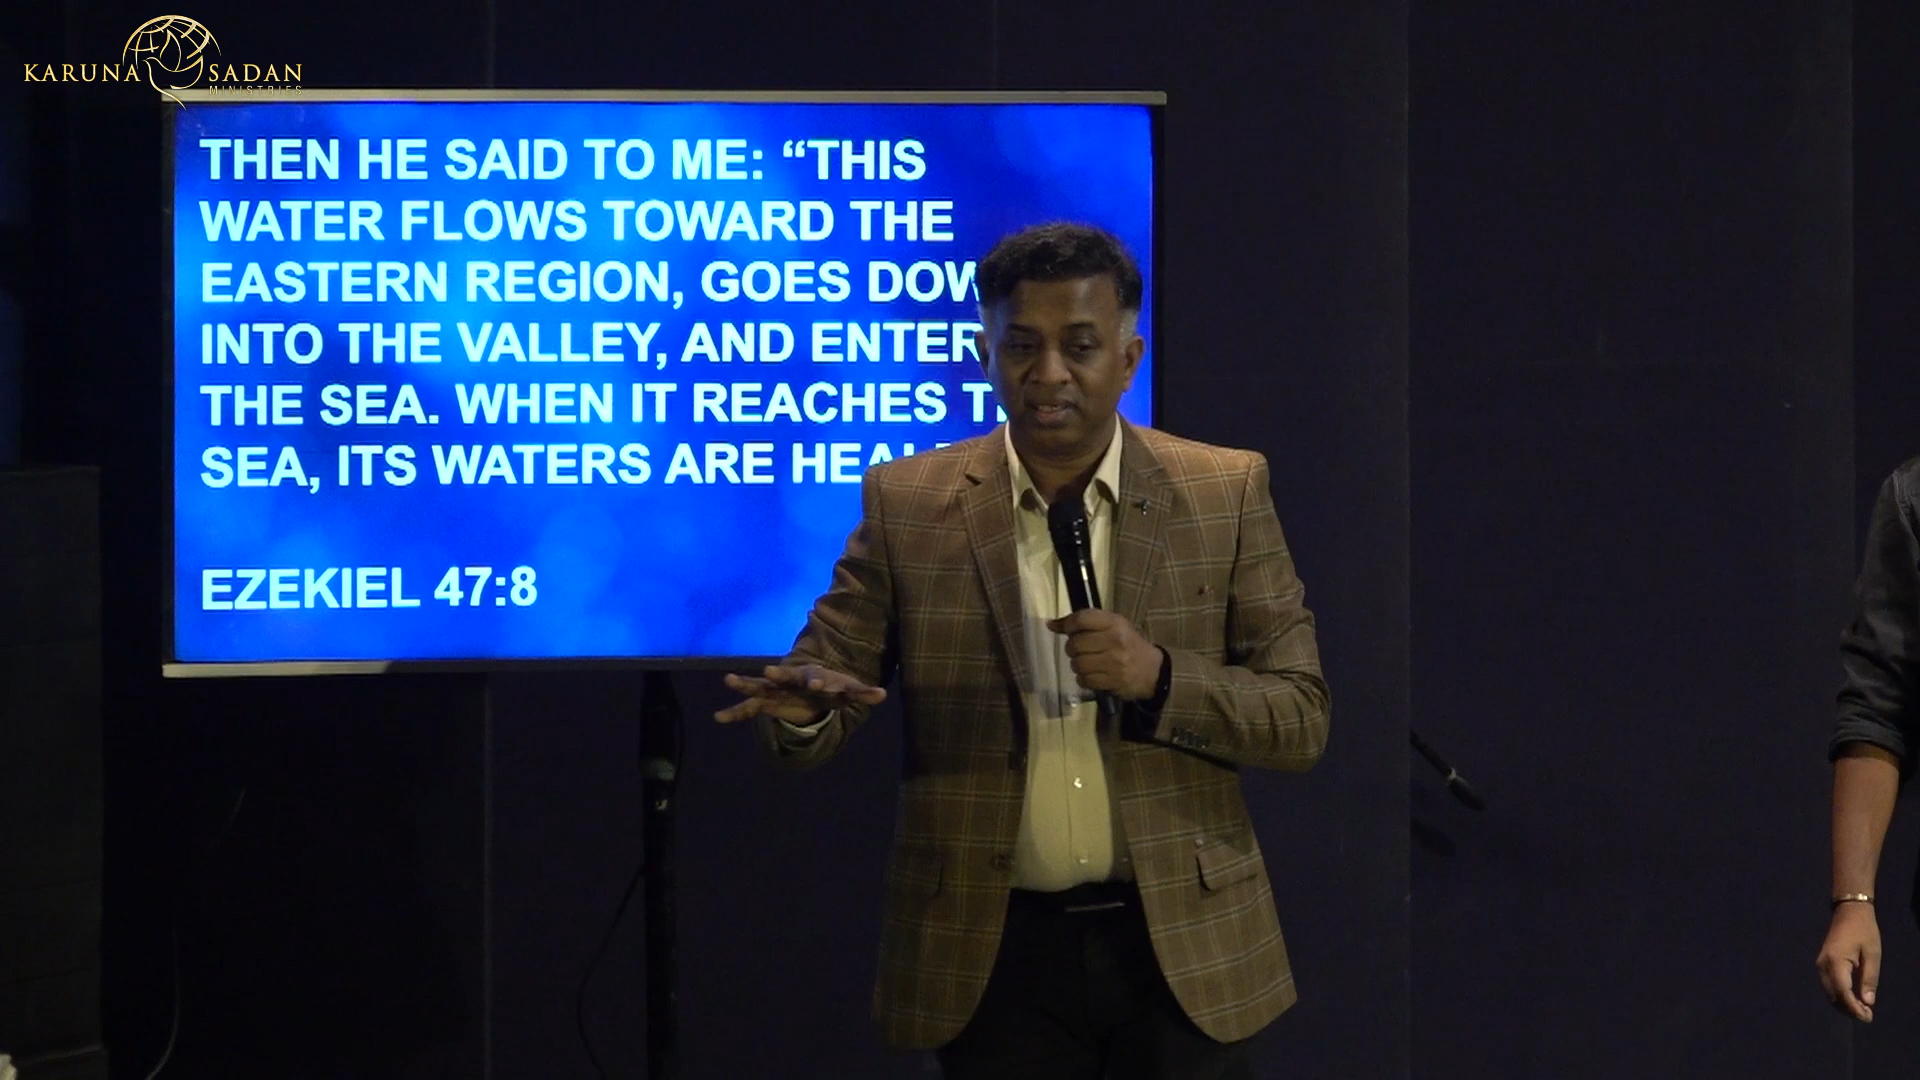 KARUNA SADAN
MINISTRIES
THEN HE SAID TO ME: “THIS
WATER FLOWS TOWARD THE
EASTERN REGION, GOES
INTO THE VALLEY, AND
THE SEA. WHEN IT REACHES
SEA, ITS WATERS ARE
EZEKIEL 47:8